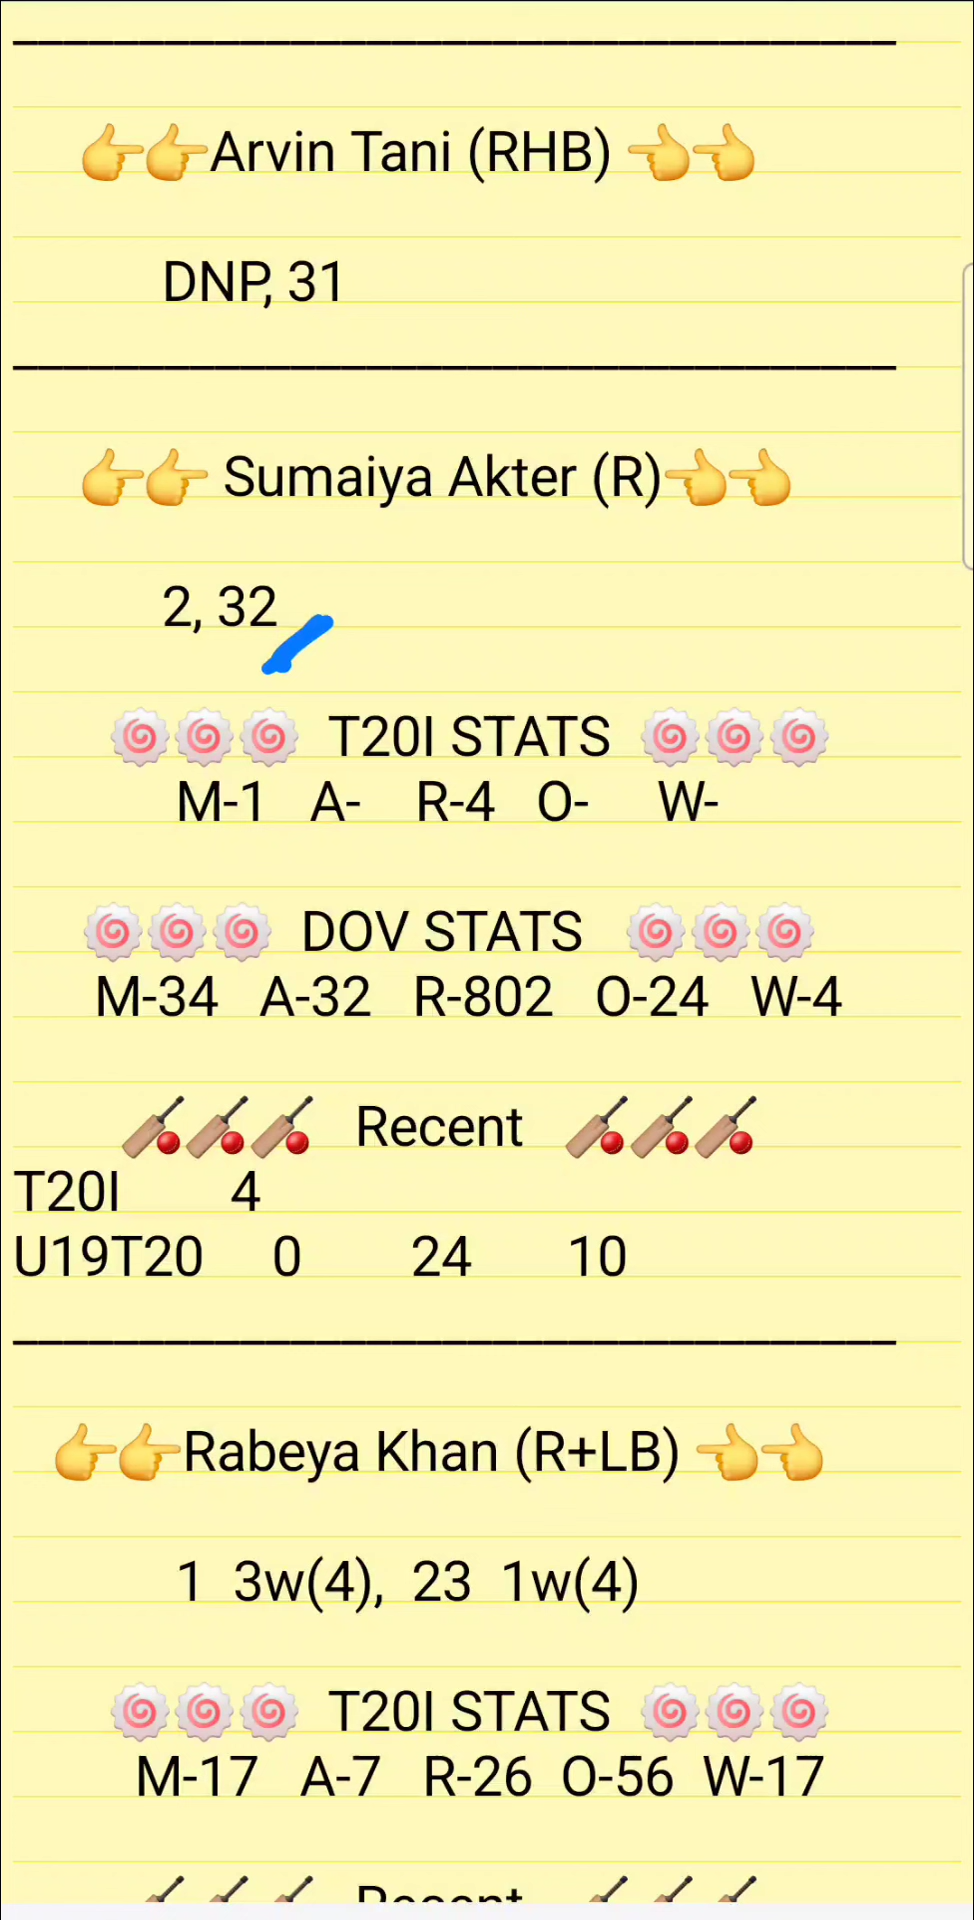 Arvin Tani (RHB)
DNP, 31
Sumaiya Akter (R)
2, 32
T20I STATS
M-1 A- R-4 O- W-
DOV STATS
M-34 A-32 R-802 O-24 W-4
Recent
T20I 4
U19T20 0 24 10
Rabeya Khan (R+LB)
1 3w(4), 23 1w(4)
T20I STATS
M-17 A-7 R-26 O-56 W-17
Recent